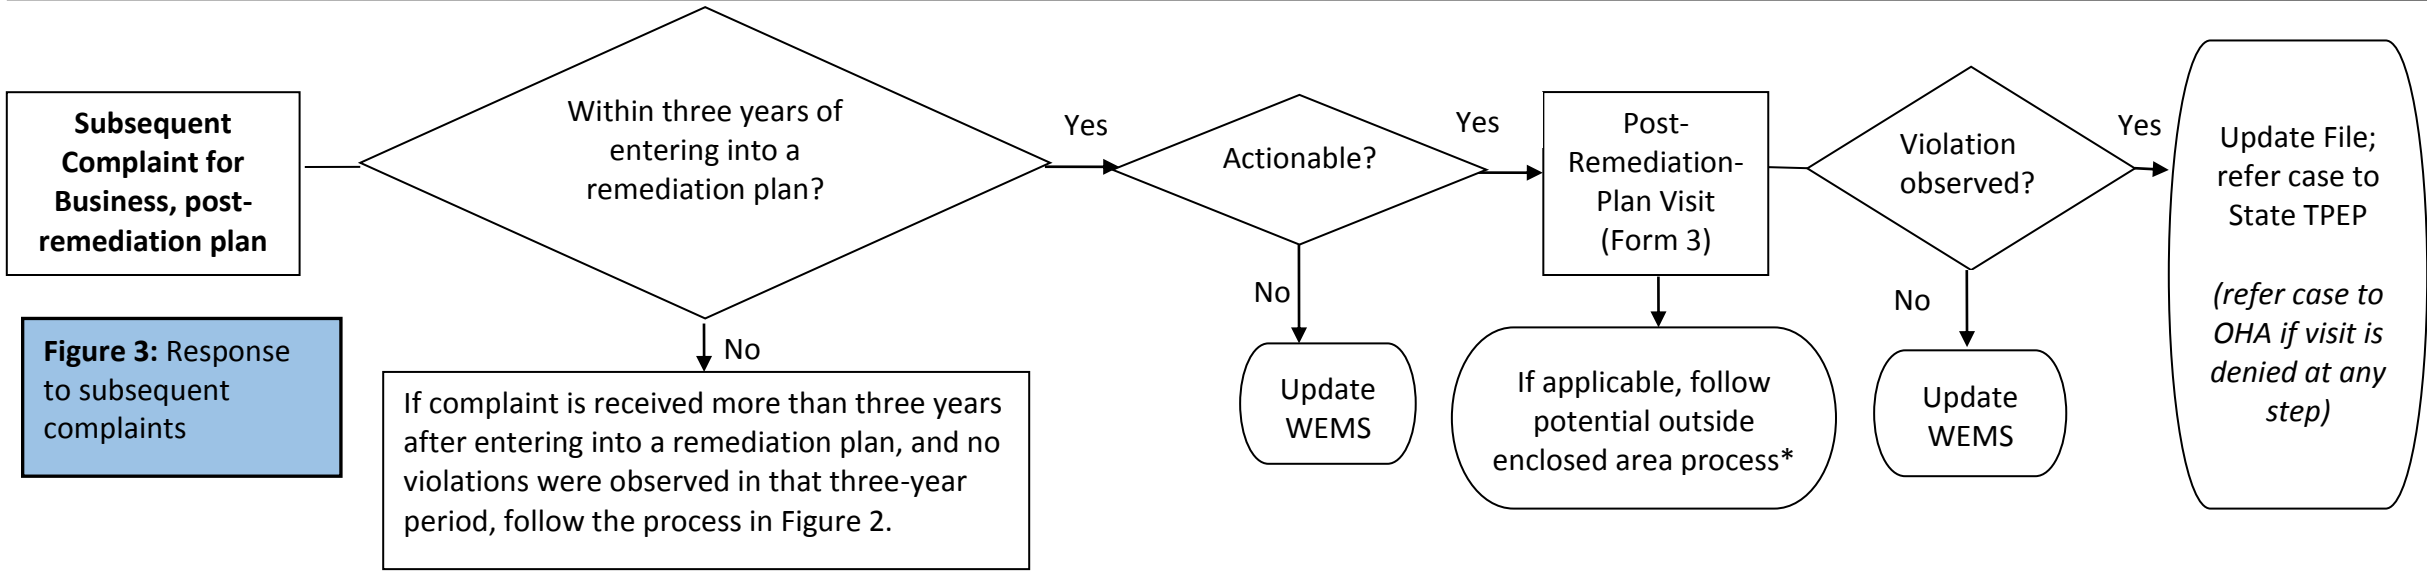 Subsequent
Complaint for
Business, post-
remediation plan
Within three years of
entering into a
remediation plan?
Yes
Actionable?
Yes
Post-
Remediation-
Plan Visit
(Form 3)
Violation
observed?
Yes
Update File;
refer case to
State TPEP
(refer case to
OHA if visit is
denied at any
step)
No
No
No
Figure 3: Response
to subsequent
complaints
If complaint is received more than three years
after entering into a remediation plan, and no
violations were observed in that three-year
period, follow the process in Figure 2.
Update
WEMS
If applicable, follow
potential outside
enclosed area process*
Update
WEMS